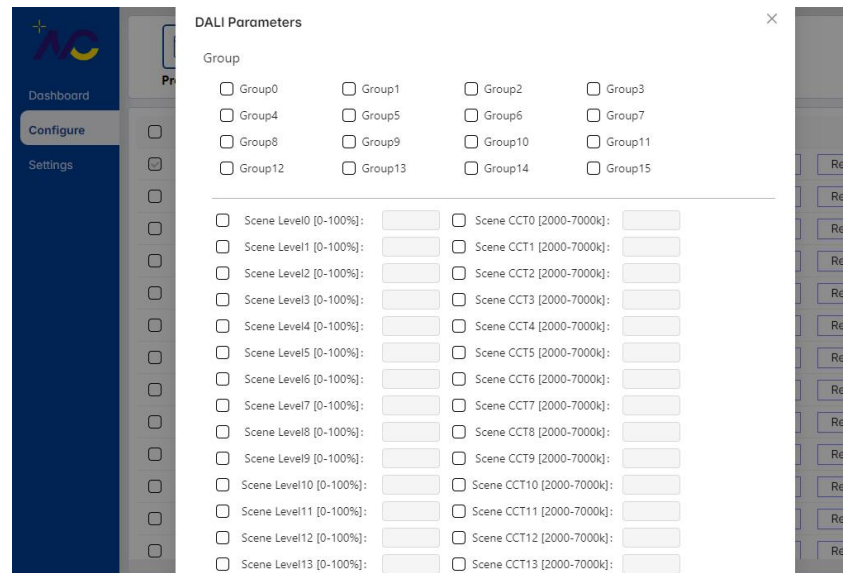 DALI Parameters
Group
Group0 Group1 Group2 Group3
Group4 Group5 Group6 Group7
Group8 Group9 Group10 Group11
Group12 Group13 Group14 Group15
Scene Level0 [0-100%]: Scene CCT0 [2000-7000k]:
Scene Level1 [0-100%]: Scene CCT1 [2000-7000k]:
Scene Level2 [0-100%]: Scene CCT2 [2000-7000k]:
Scene Level3 [0-100%]: Scene CCT3 [2000-7000k]:
Scene Level4 [0-100%]: Scene CCT4 [2000-7000k]:
Scene Level5 [0-100%]: Scene CCT5 [2000-7000k]:
Scene Level6 [0-100%]: Scene CCT6 [2000-7000k]:
Scene Level7 [0-100%]: Scene CCT7 [2000-7000k]:
Scene Level8 [0-100%]: Scene CCT8 [2000-7000k]:
Scene Level9 [0-100%]: Scene CCT9 [2000-7000k]:
Scene Level10 [0-100%]: Scene CCT10 [2000-7000k]:
Scene Level11 [0-100%]: Scene CCT11 [2000-7000k]:
Scene Level12 [0-100%]: Scene CCT12 [2000-7000k]:
Scene Level13 [0-100%]: Scene CCT13 [2000-7000k]:
Dashboard
Configure
Settings